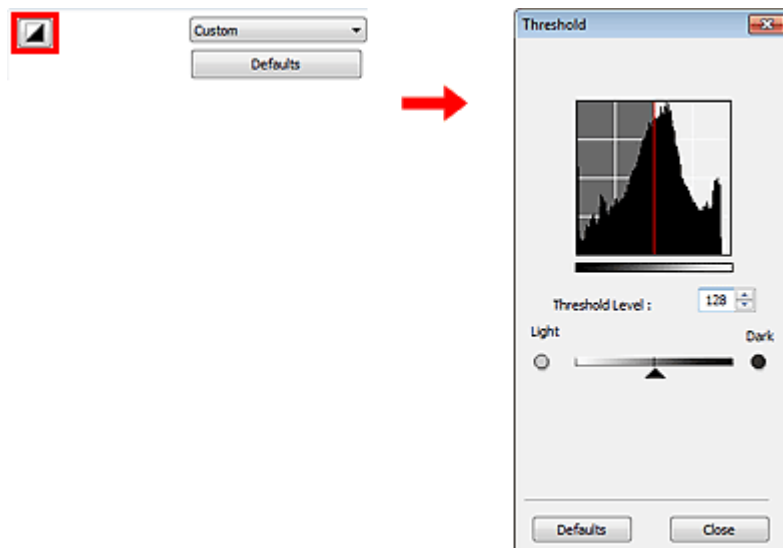 Custom
Defaults
Threshold
Threshold Level : 128
Light
Dark
Defaults
Close